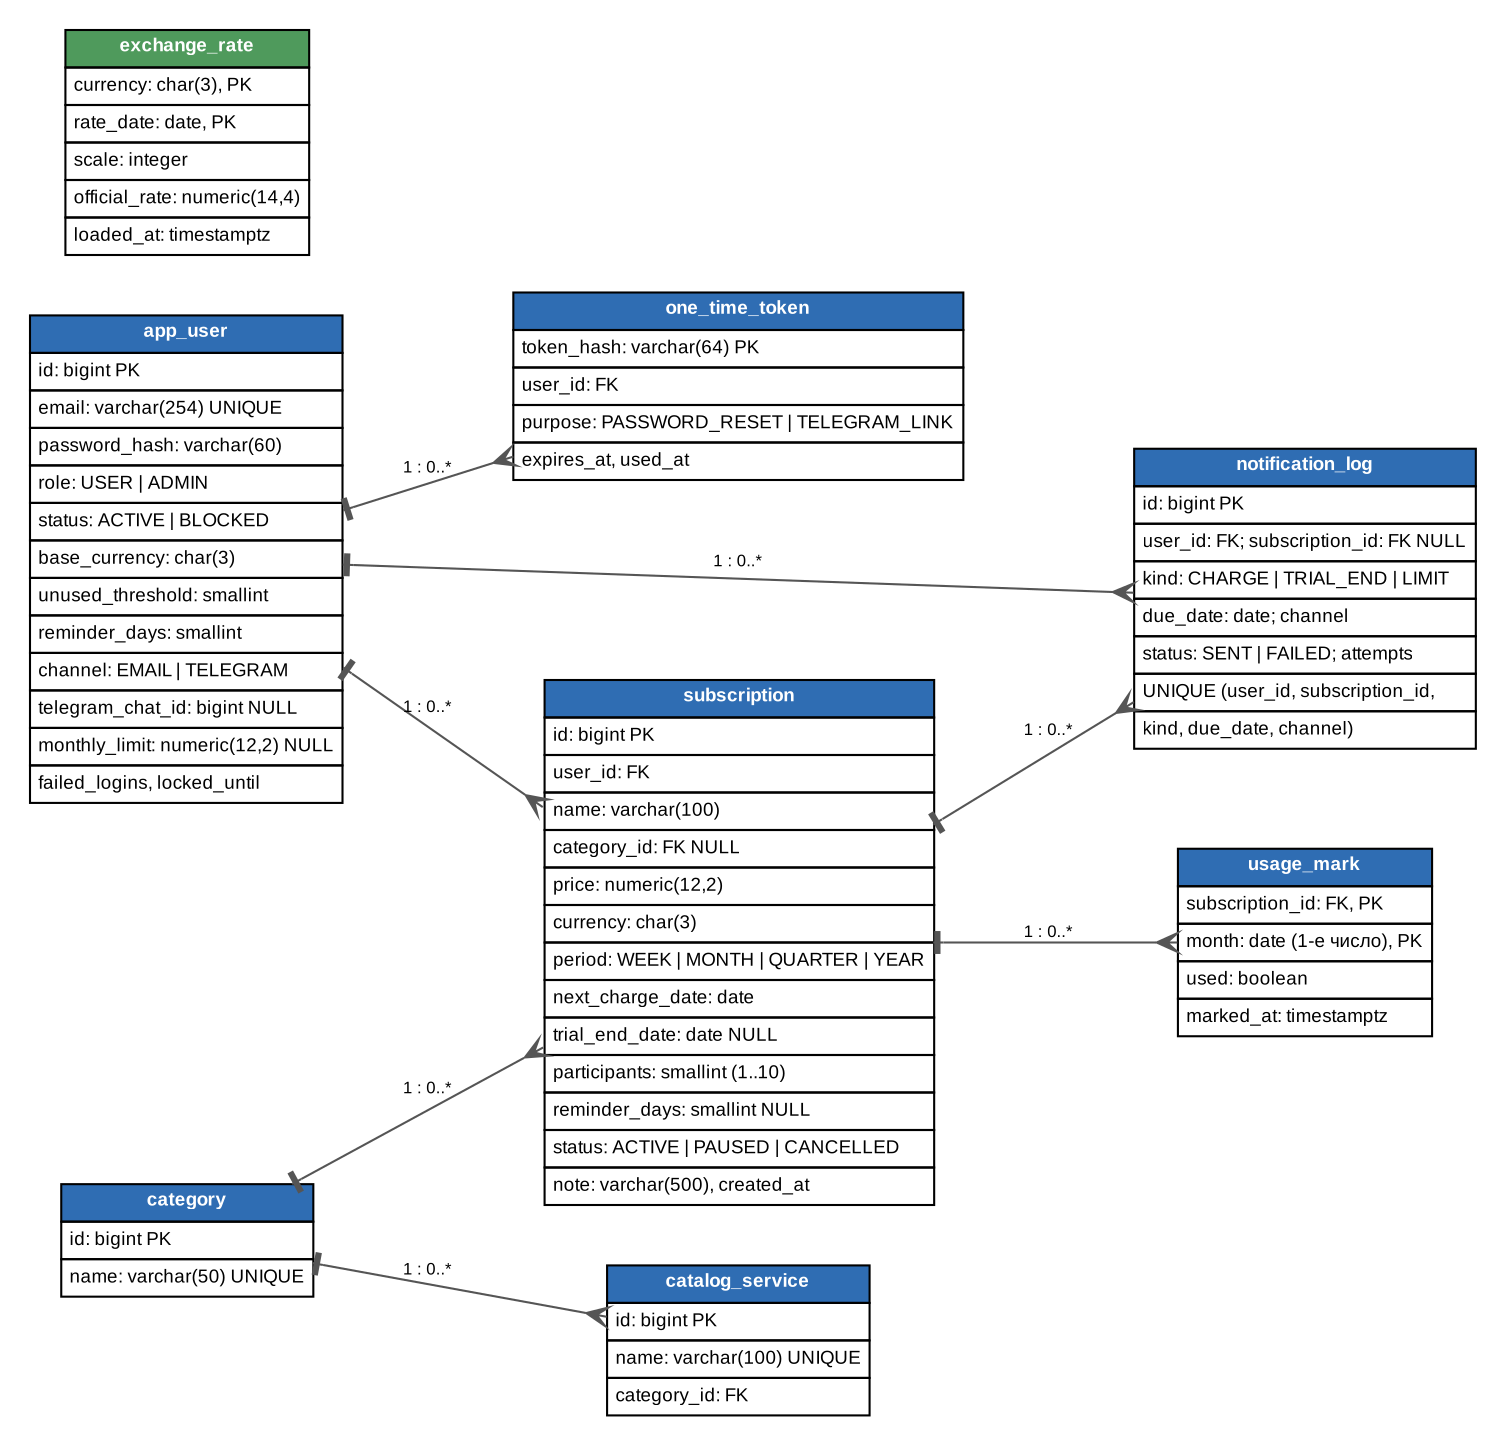 exchange_rate
currency: char(3), PK
rate_date: date, PK
scale: integer
official_rate: numeric(14,4)
loaded_at: timestamptz
app_user
id: bigint PK
email: varchar(254) UNIQUE
password_hash: varchar(60)
role: USER | ADMIN
status: ACTIVE | BLOCKED
base_currency: char(3)
unused_threshold: smallint
reminder_days: smallint
channel: EMAIL | TELEGRAM
telegram_chat_id: bigint NULL
monthly_limit: numeric(12,2) NULL
failed_logins, locked_until
1 : 0..*
1 : 0..*
1 : 0..*
one_time_token
token_hash: varchar(64) PK
user_id: FK
purpose: PASSWORD_RESET | TELEGRAM_LINK
expires_at, used_at
notification_log
id: bigint PK
user_id: FK; subscription_id: FK NULL
kind: CHARGE | TRIAL_END | LIMIT
due_date: date; channel
status: SENT | FAILED; attempts
UNIQUE (user_id, subscription_id,
kind, due_date, channel)
subscription
id: bigint PK
user_id: FK
name: varchar(100)
category_id: FK NULL
price: numeric(12,2)
currency: char(3)
period: WEEK | MONTH | QUARTER | YEAR
next_charge_date: date
trial_end_date: date NULL
participants: smallint (1..10)
reminder_days: smallint NULL
status: ACTIVE | PAUSED | CANCELLED
note: varchar(500), created_at
1 : 0..*
1 : 0..*
usage_mark
subscription_id: FK, PK
month: date (1-е число), PK
used: boolean
marked_at: timestamptz
1 : 0..*
category
id: bigint PK
name: varchar(50) UNIQUE
1 : 0..*
catalog_service
id: bigint PK
name: varchar(100) UNIQUE
category_id: FK